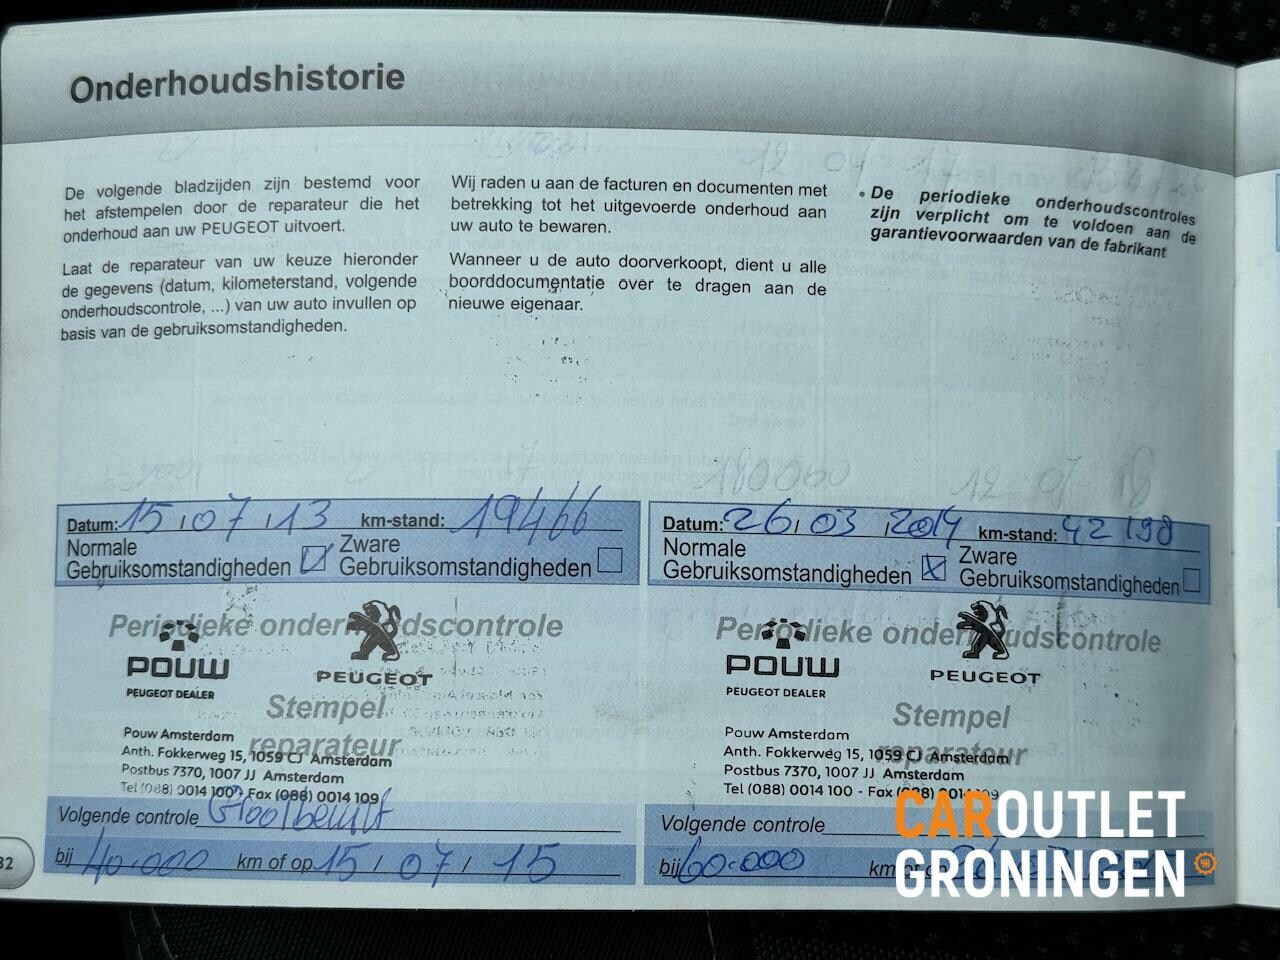 Onderhoudshistorie
De volgende bladzijden zijn bestemd voor
het afstempelen door de reparateur die het
onderhoud aan uw PEUGEOT uitvoert.
Laat de reparateur van uw keuze hieronder
de gegevens (datum, kilometerstand, volgende
onderhoudscontrole, ...) van uw auto invullen op
basis van de gebruiksomstandigheden.
Wij raden u aan de facturen en documenten met
betrekking tot het uitgevoerde onderhoud aan
uw auto te bewaren.
Wanneer u de auto doorverkoopt, dient u alle
boorddocumentatie over te dragen aan de
nieuwe eigenaar.
• De periodieke onderhoudscontroles
zijn verplicht om te voldoen aan de
garantievoorwaarden van de fabrikant
Datum: 15 / 07 / 13 km-stand: 19466
Normale
Gebruiksomstandigheden
Zware
Gebruiksomstandigheden
Periodieke onderhoudscontrole
POUW
PEUGEOT DEALER
PEUGEOT
Stempel
reparateur
Pouw Amsterdam
Anth. Fokkerweg 15, 1059 CJ Amsterdam
Postbus 7370, 1007 JJ Amsterdam
Tel (088) 0014 100 - Fax (088) 0014 109
Volgende controle
bij 40.000 km of op 15 / 07 / 15
Datum: 26 / 03 / 2014 km-stand: 42198
Normale
Gebruiksomstandigheden
Zware
Gebruiksomstandigheden
Periodieke onderhoudscontrole
POUW
PEUGEOT DEALER
PEUGEOT
Stempel
reparateur
Pouw Amsterdam
Anth. Fokkerweg 15, 1059 CJ Amsterdam
Postbus 7370, 1007 JJ Amsterdam
Tel (088) 0014 100 - Fax (088) 0014 109
Volgende controle
bij 60.000 km of
32
CAROUTLET
GRONINGEN